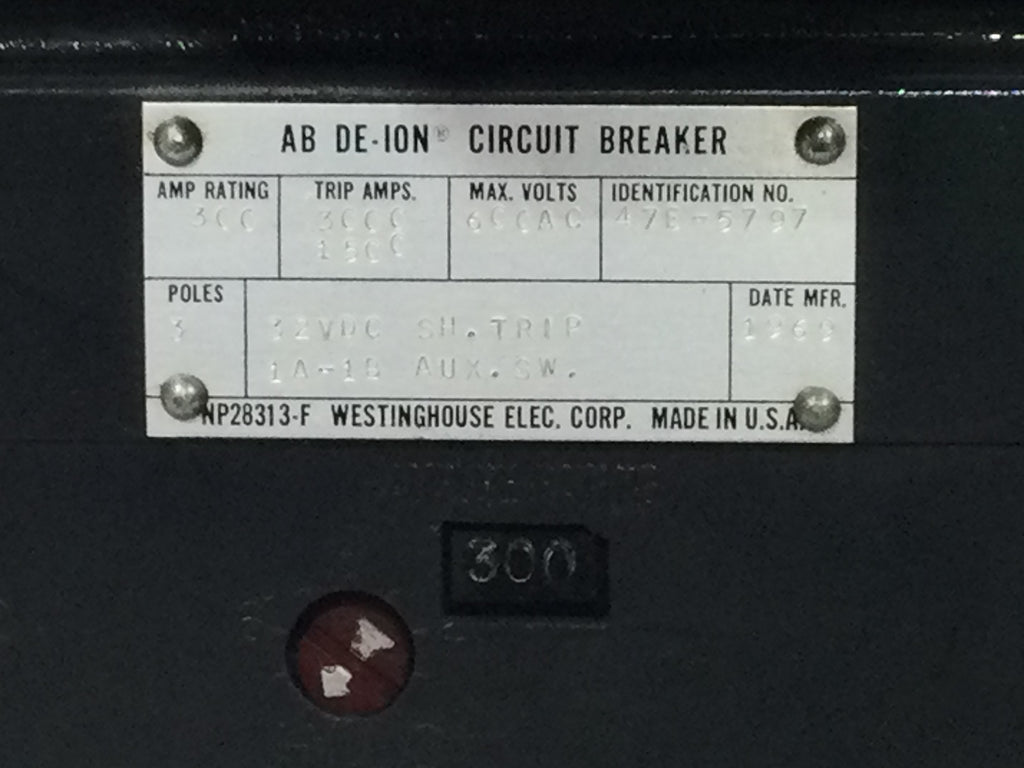 AB DE-ION® CIRCUIT BREAKER
AMP RATING TRIP AMPS. MAX. VOLTS IDENTIFICATION NO.
300 3000 600AC 47E-5797
1500
POLES DATE MFR.
3 32VDC SH.TRIP 1969
1A-1B AUX.SW.
NP28313-F WESTINGHOUSE ELEC. CORP. MADE IN U.S.A.
300